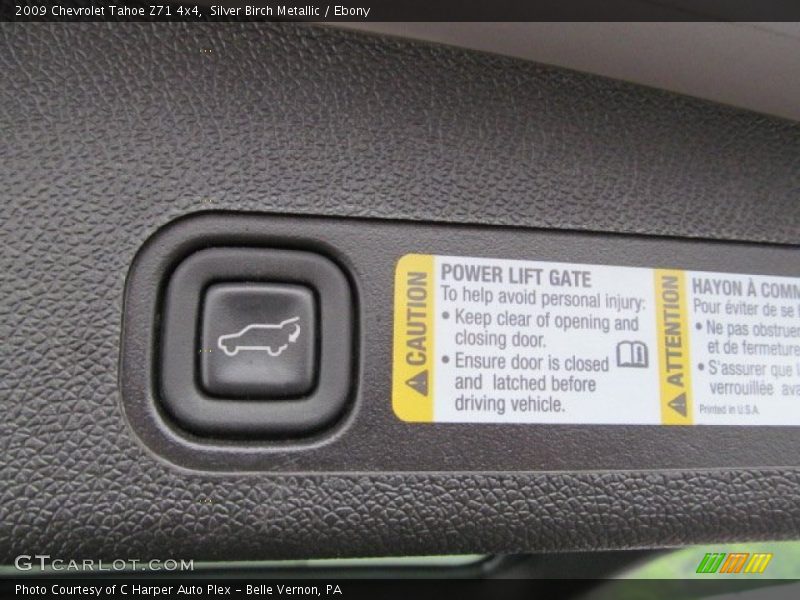 2009 Chevrolet Tahoe Z71 4x4, Silver Birch Metallic / Ebony
CAUTION
POWER LIFT GATE
To help avoid personal injury:
• Keep clear of opening and
closing door.
• Ensure door is closed
and latched before
driving vehicle.
ATTENTION
HAYON À
Pour éviter de se
• Ne pas
et de fermeture
• S'assurer que
verrouillée
Printed in U.S.A.
GTCARLOT.COM
Photo Courtesy of C Harper Auto Plex - Belle Vernon, PA